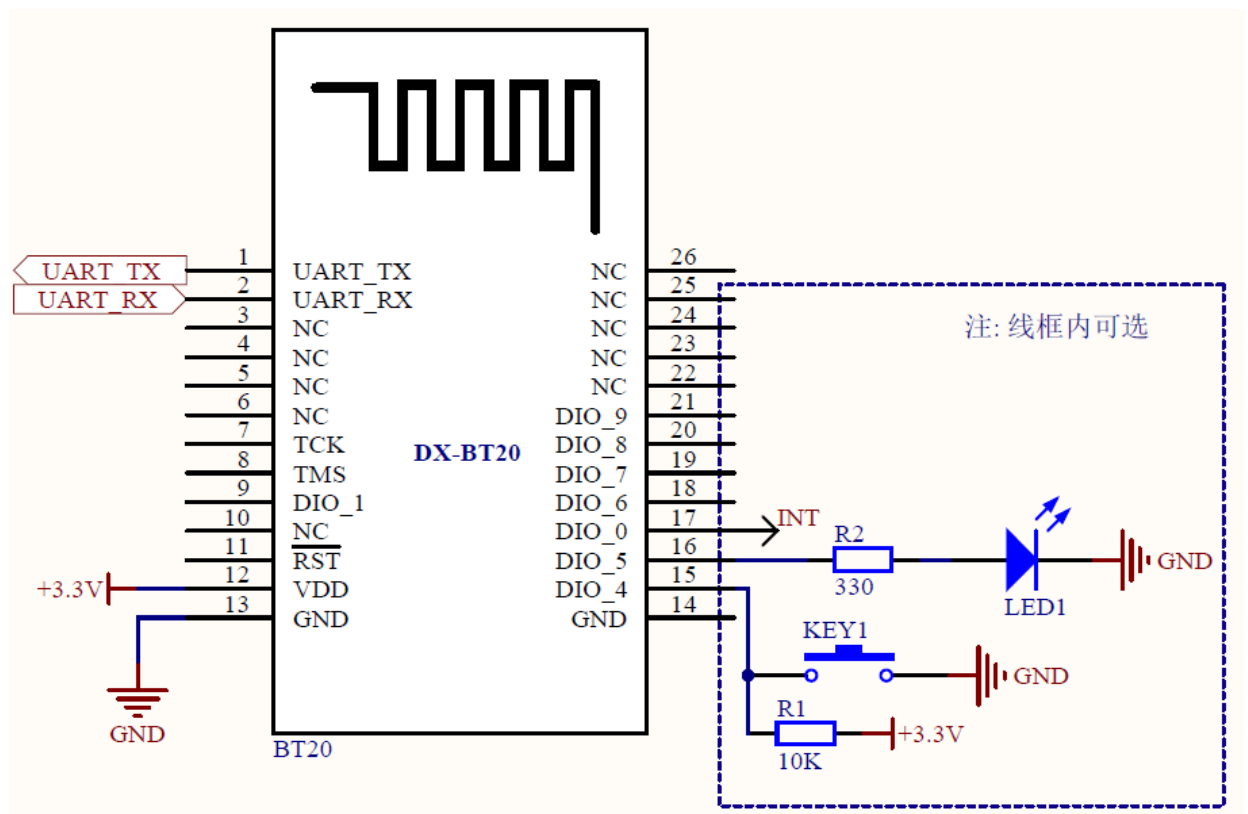 UART_TX
1
UART_TX
NC
26
UART_RX
2
UART_RX
NC
25
3
NC
NC
24
注: 线框内可选
4
NC
NC
23
5
NC
NC
22
6
NC
DIO_9
21
7
TCK
DX-BT20
DIO_8
20
8
TMS
DIO_7
19
9
DIO_1
DIO_6
18
10
NC
DIO_0
17
INT
11
RST
DIO_5
16
R2
330
LED1
GND
+3.3V
12
VDD
DIO_4
15
13
GND
GND
14
KEY1
GND
GND
R1
10K
+3.3V
BT20